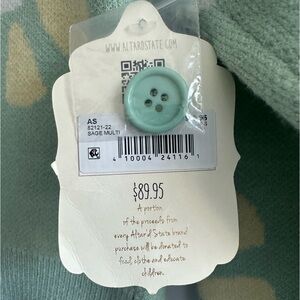 WWW.ALTARDSTATE.COM
AS
52121-22
SAGE MULTI
4 10004 24116 1
$89.95
A portion
of the proceeds from
every Altar'd State brand
purchase will be donated to
feed, clothe and educate
children.